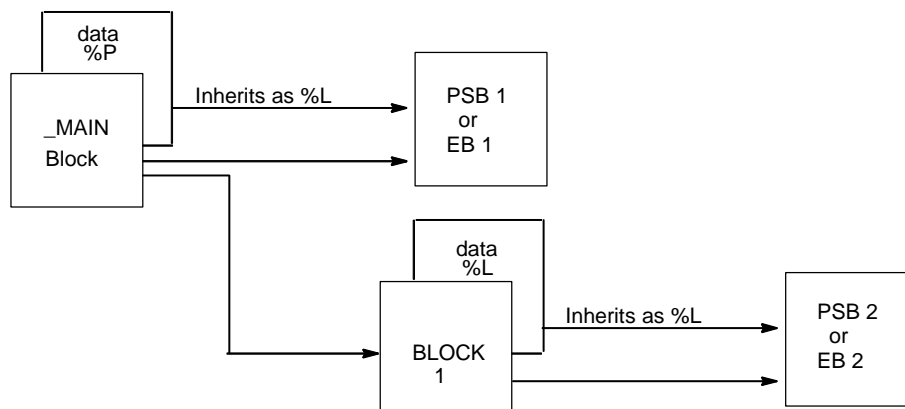 data
%P
Inherits as %L
_MAIN
Block
PSB 1
or
EB 1
data
%L
Inherits as %L
BLOCK
1
PSB 2
or
EB 2